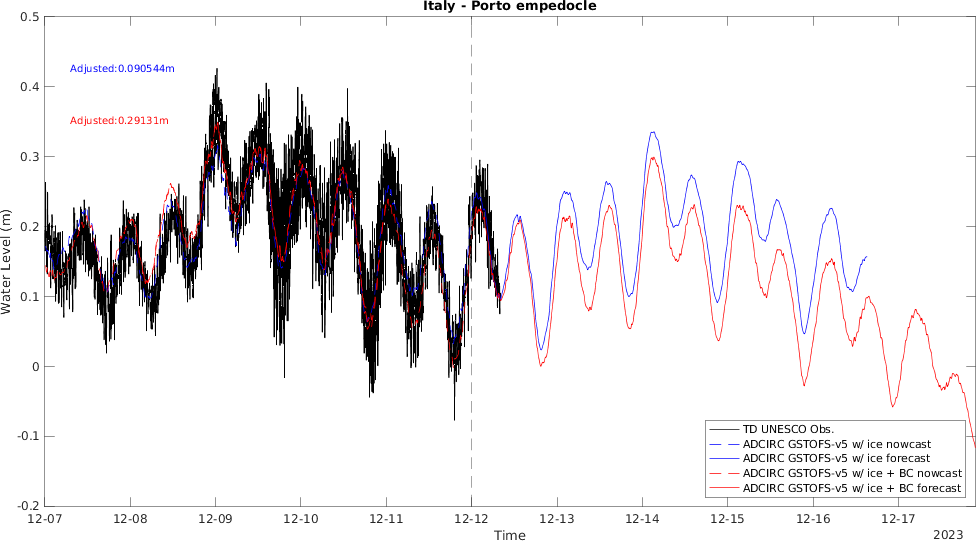 Italy - Porto empedocle
0.5
0.4
0.3
0.2
0.1
0
-0.1
-0.2
Water Level (m)
Adjusted:0.090544m
Adjusted:0.29131m
TD UNESCO Obs.
ADCIRC GSTOFS-v5 w/ ice nowcast
ADCIRC GSTOFS-v5 w/ ice forecast
ADCIRC GSTOFS-v5 w/ ice + BC nowcast
ADCIRC GSTOFS-v5 w/ ice + BC forecast
12-07 12-08 12-09 12-10 12-11 12-12 12-13 12-14 12-15 12-16 12-17
Time
2023